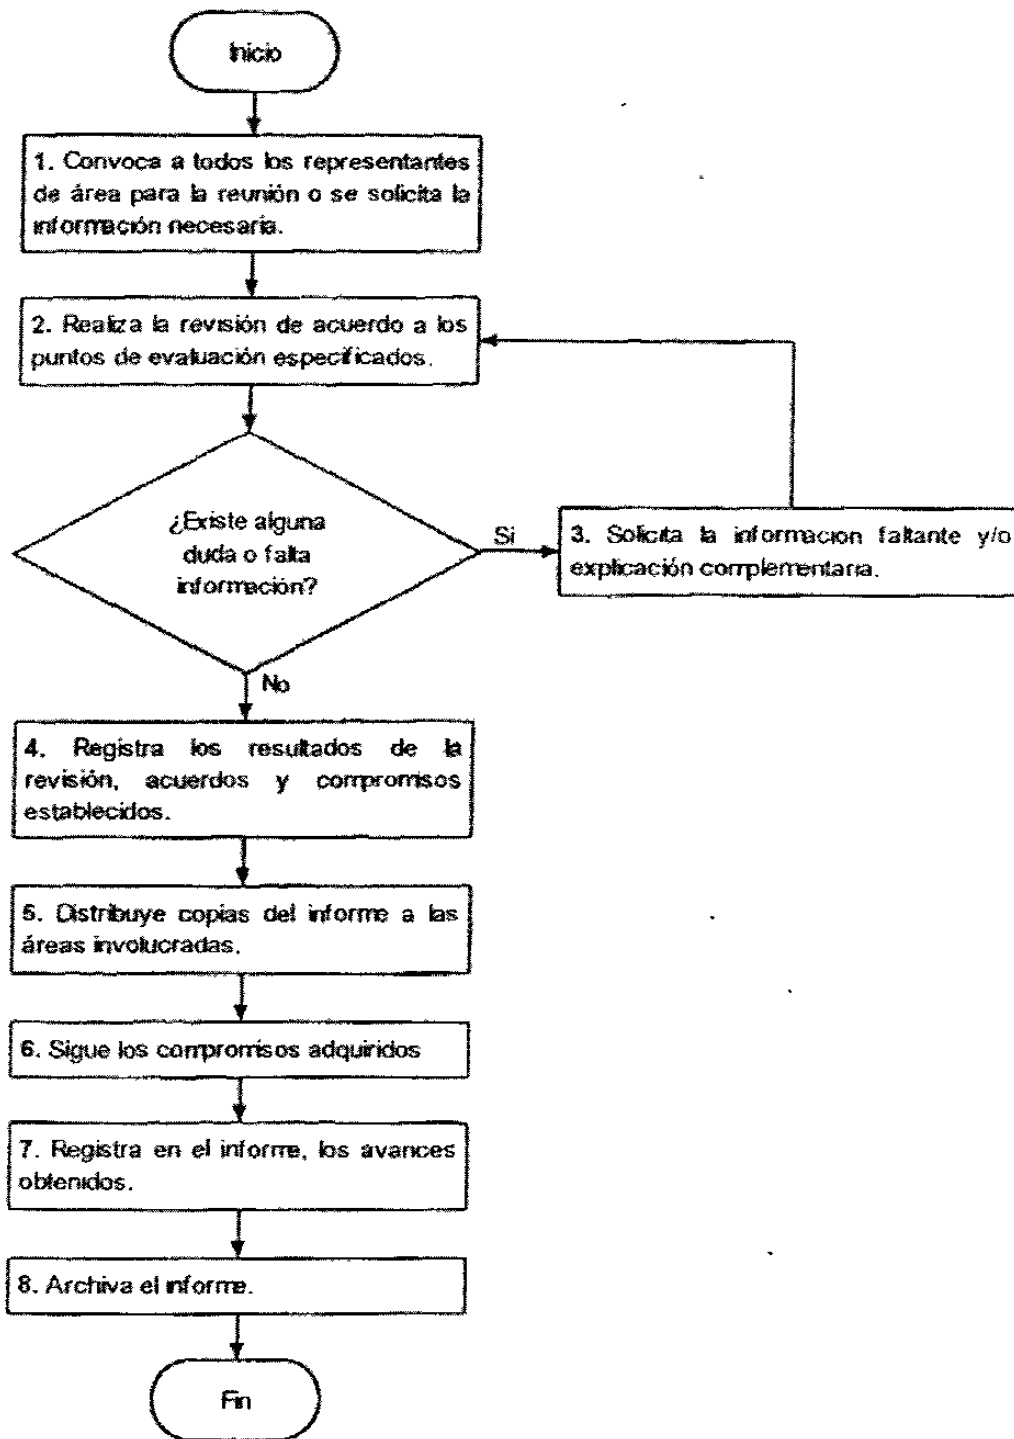 Inicio
1. Convoca a todos los representantes
de área para la reunión o se solicita la
información necesaria.
2. Realiza la revisión de acuerdo a los
puntos de evaluación especificados.
¿Existe alguna
duda o falta
información?
Si
3. Solicita la informacion faltante y/o
explicación complementaria.
No
4. Registra los resultados de la
revisión, acuerdos y compromisos
establecidos.
5. Distribuye copias del informe a las
áreas involucradas.
6. Sigue los compromisos adquiridos
7. Registra en el informe, los avances
obtenidos.
8. Archiva el informe.
Fin